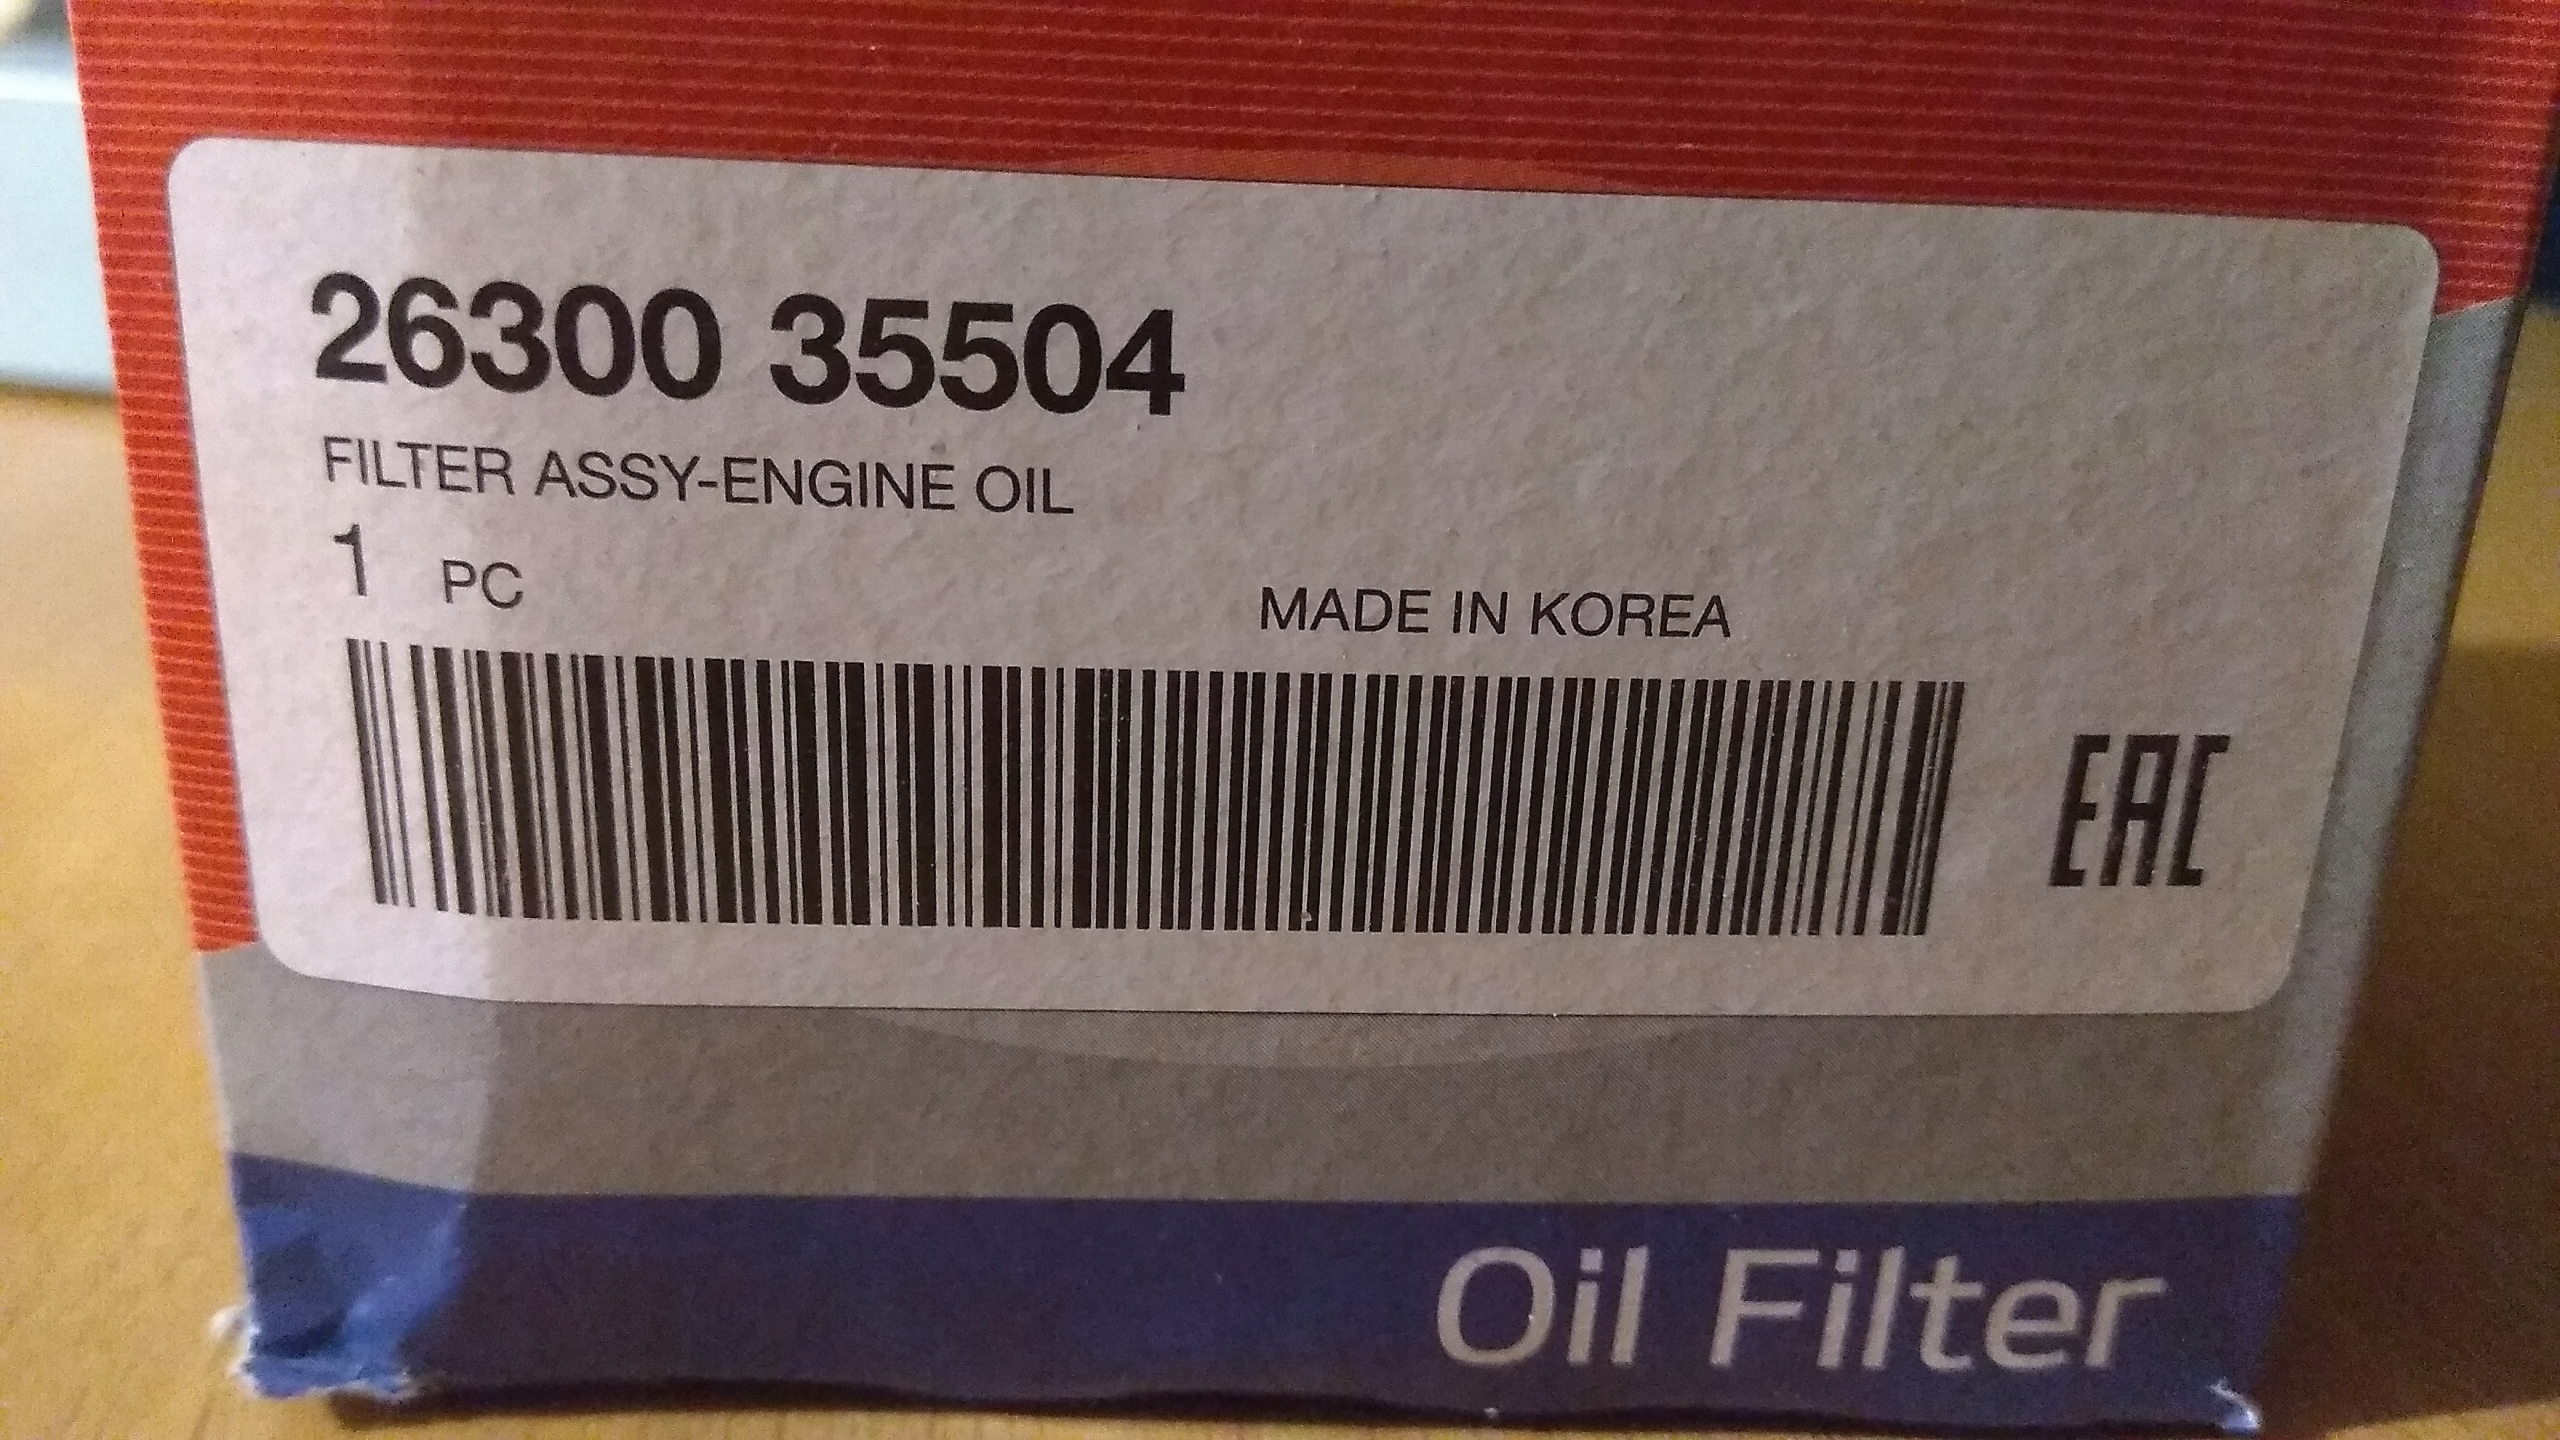 26300 35504
FILTER ASSY-ENGINE OIL
1 PC
MADE IN KOREA
EAC
Oil Filter